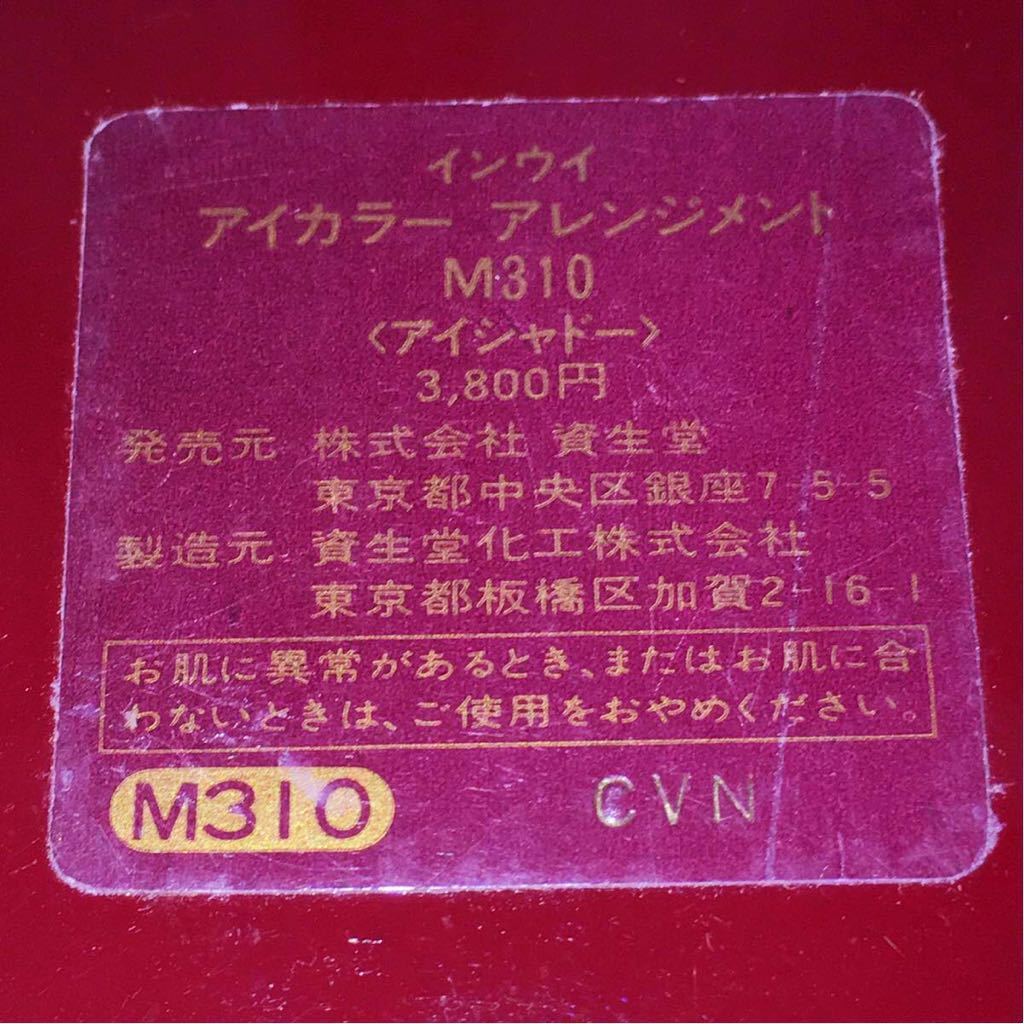 インウイ
アイカラー アレンジメント
M310
〈アイシャドー〉
3,800円
発売元 株式会社 資生堂
東京都中央区銀座7-5-5
製造元 資生堂化工株式会社
東京都板橋区加賀2-16-1
お肌に異常があるとき、またはお肌に合
わないときは、ご使用をおやめください。
M310 CVN